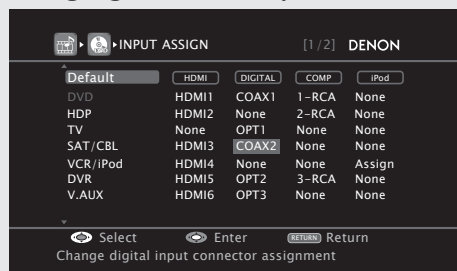 INPUT ASSIGN [1/2] DENON
Default HDMI DIGITAL COMP iPod
DVD HDMI1 COAX1 1-RCA None
HDP HDMI2 None 2-RCA None
TV None OPT1 None None
SAT/CBL HDMI3 COAX2 None None
VCR/iPod HDMI4 None None Assign
DVR HDMI5 OPT2 3-RCA None
V.AUX HDMI6 OPT3 None None
Select Enter RETURN Return
Change digital input connector assignment